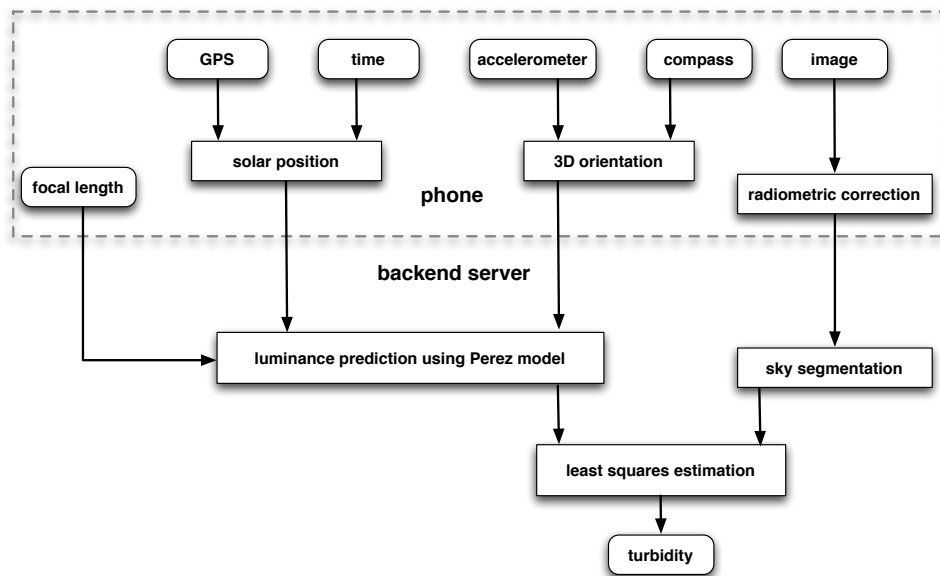 GPS
time
accelerometer
compass
image
solar position
3D orientation
focal length
phone
radiometric correction
backend server
luminance prediction using Perez model
sky segmentation
least squares estimation
turbidity